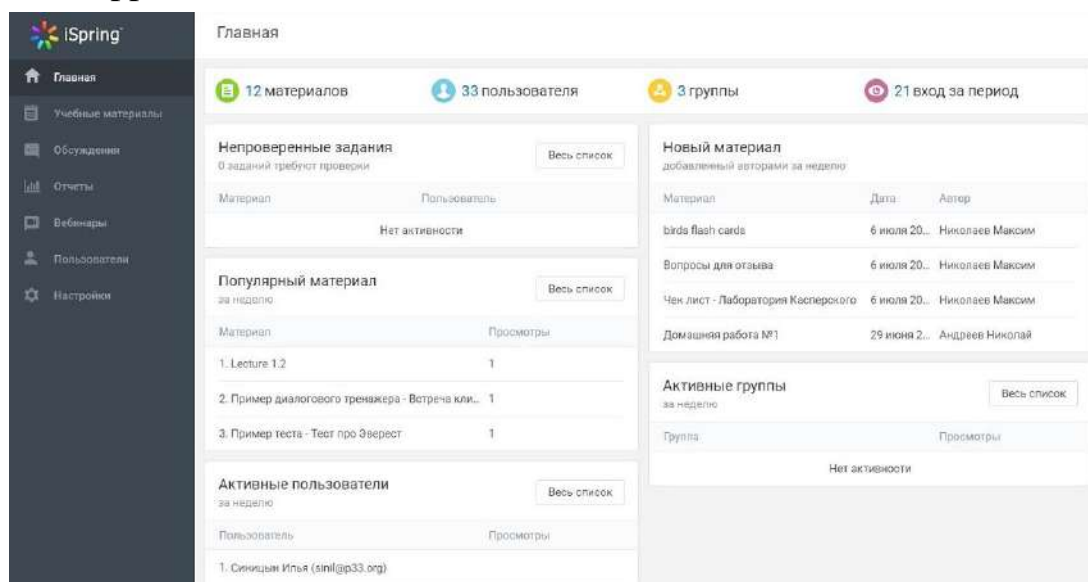 iSpring
Главная
Главная
Учебные материалы
Обсуждения
Отчеты
Вебинары
Пользователи
Настройки
12 материалов
33 пользователя
3 группы
21 вход за период
Непроверенные задания
0 заданий требуют проверки
Весь список
Материал Пользователь
Нет активности
Популярный материал
за неделю
Весь список
Материал Просмотры
1. Lecture 1.2 1
2. Пример диалогового тренажера - Встреча кли... 1
3. Пример теста - Тест про Эверест 1
Активные пользователи
за неделю
Весь список
Пользователь Просмотры
1. Синицын Илья (sinil@p33.org)
Новый материал
добавленный авторами за неделю
Материал Дата Автор
birds flash cards 6 июля 20... Николаев Максим
Вопросы для отзыва 6 июля 20... Николаев Максим
Чек лист - Лаборатория Касперского 6 июля 20... Николаев Максим
Домашняя работа №1 29 июня 2... Андреев Николай
Активные группы
за неделю
Весь список
Группа Просмотры
Нет активности